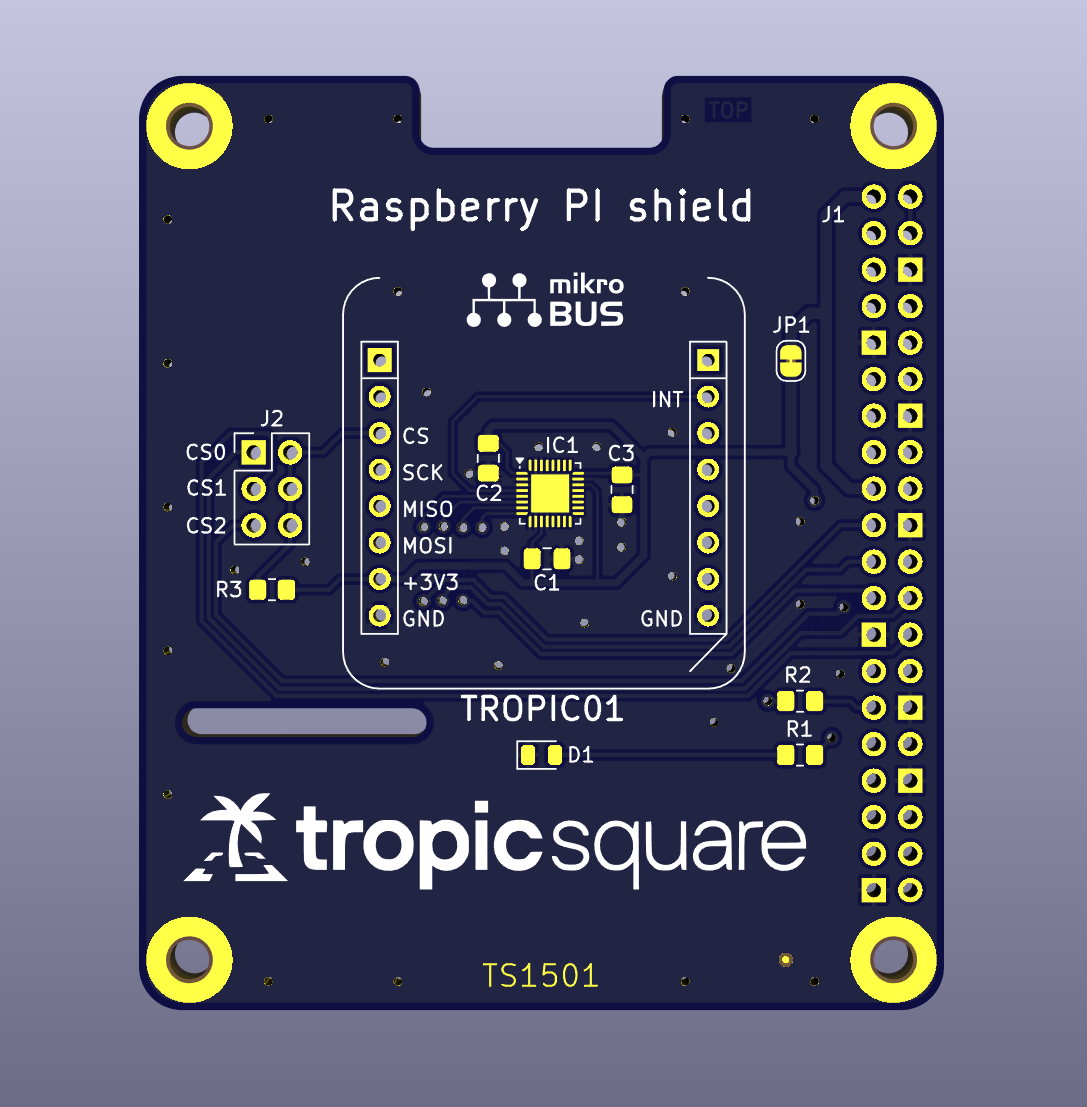 TOP
Raspberry PI shield
J1
mikro
BUS
JP1
INT
J2
CS0
CS
IC1
C3
SCK
CS1
C2
MISO
CS2
MOSI
C1
R3
+3V3
GND
GND
R2
TROPIC01
R1
D1
tropicsquare
TS1501